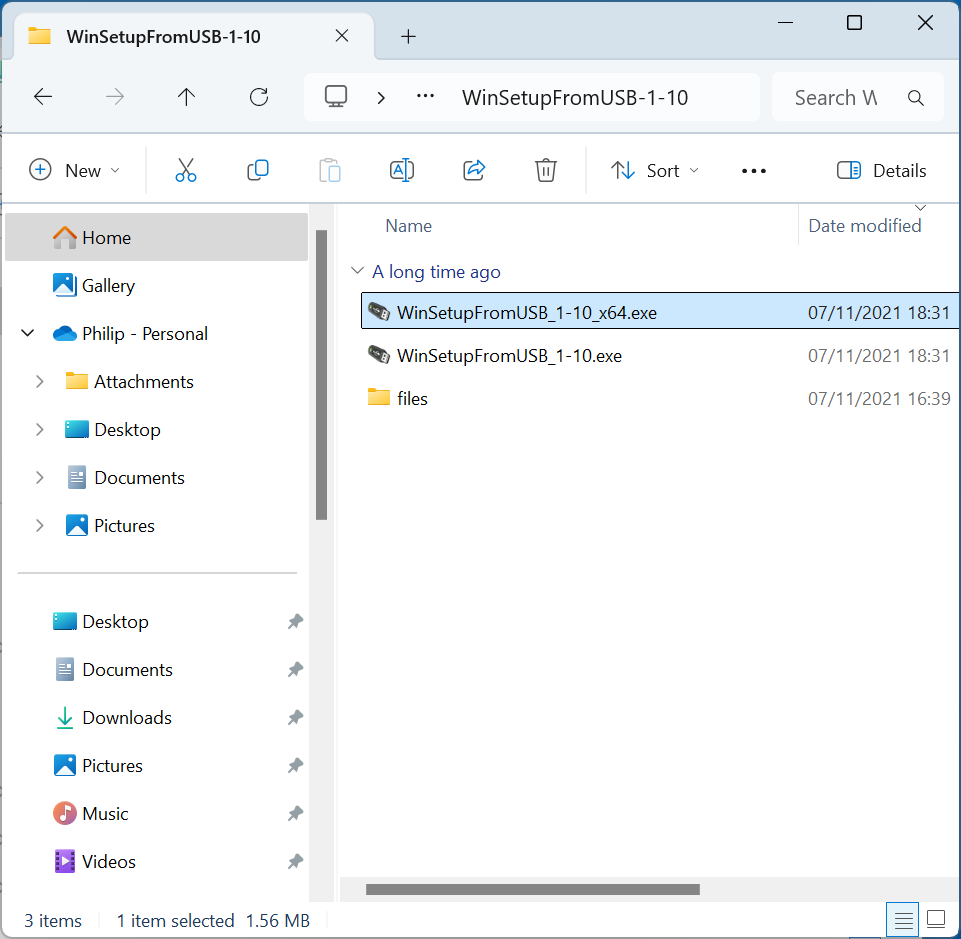 WinSetupFromUSB-1-10
WinSetupFromUSB-1-10
Search W
New
Sort
Details
Home
Gallery
Philip - Personal
Attachments
Desktop
Documents
Pictures
Desktop
Documents
Downloads
Pictures
Music
Videos
Name Date modified
A long time ago
WinSetupFromUSB_1-10_x64.exe 07/11/2021 18:31
WinSetupFromUSB_1-10.exe 07/11/2021 18:31
files 07/11/2021 16:39
3 items 1 item selected 1.56 MB